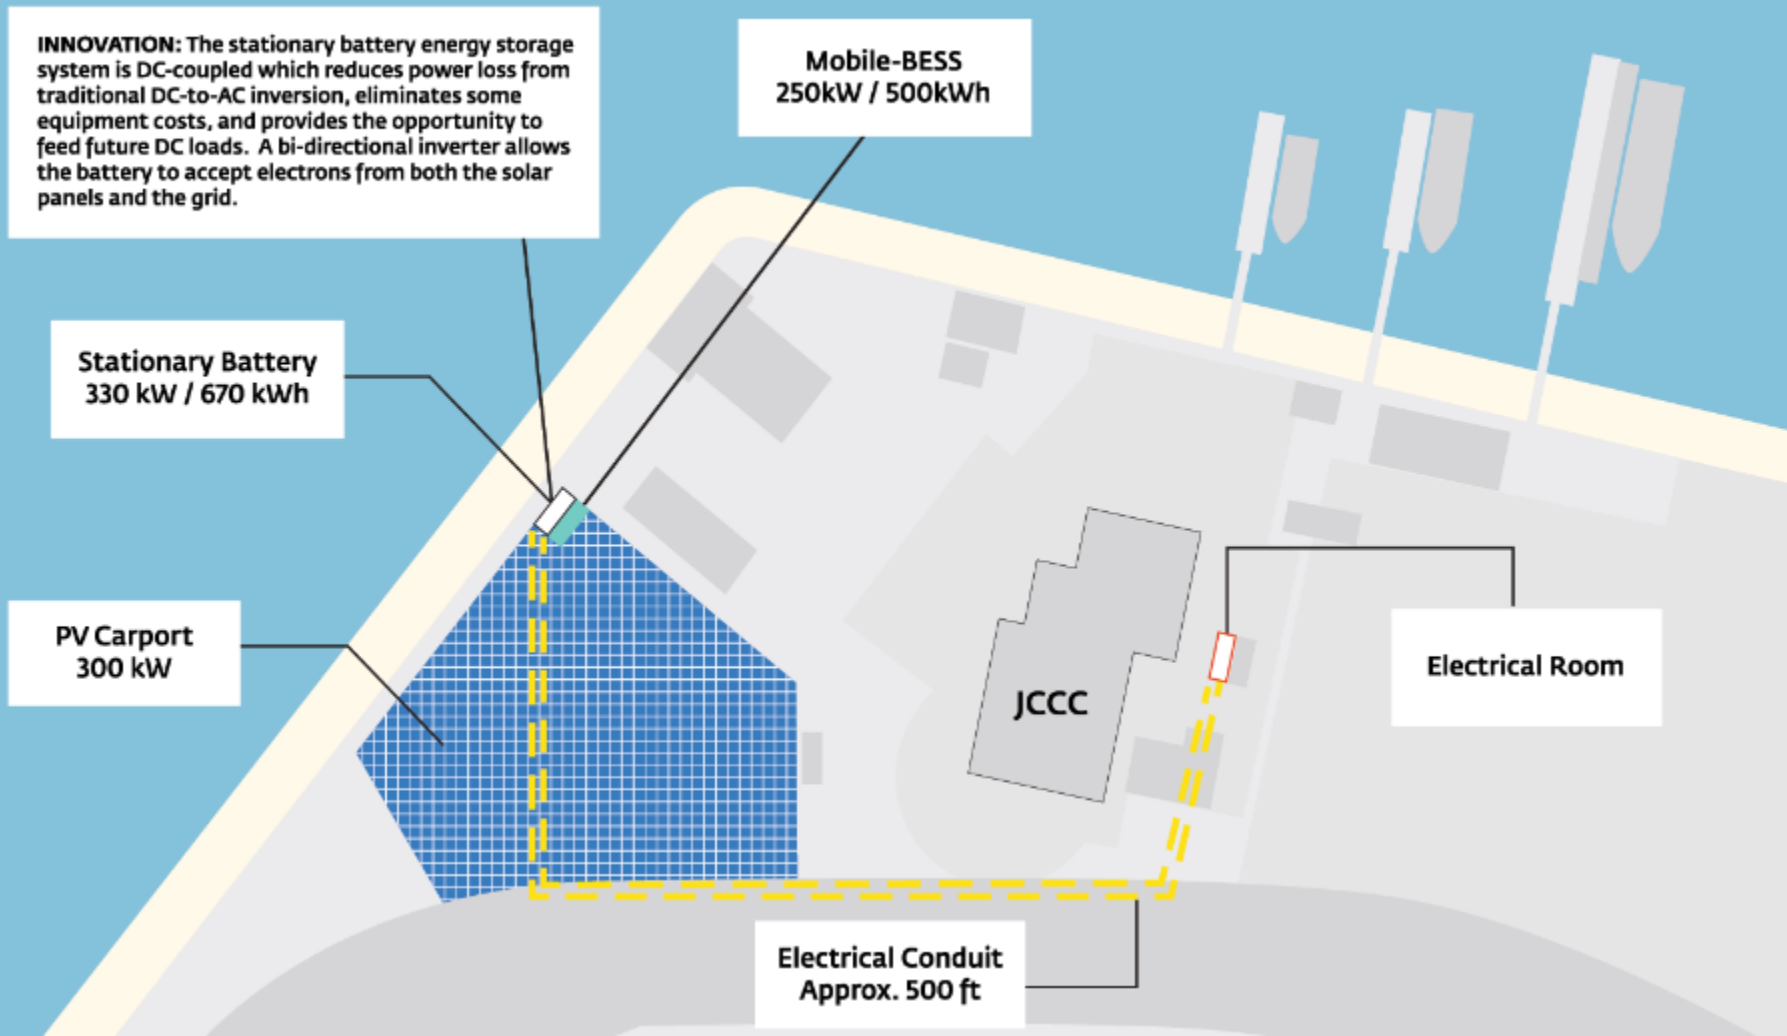 INNOVATION: The stationary battery energy storage
system is DC-coupled which reduces power loss from
traditional DC-to-AC inversion, eliminates some
equipment costs, and provides the opportunity to
feed future DC loads.  A bi-directional inverter allows
the battery to accept electrons from both the solar
panels and the grid.
Mobile-BESS
250kW / 500kWh
Stationary Battery
330 kW / 670 kWh
PV Carport
300 kW
JCCC
Electrical Room
Electrical Conduit
Approx. 500 ft